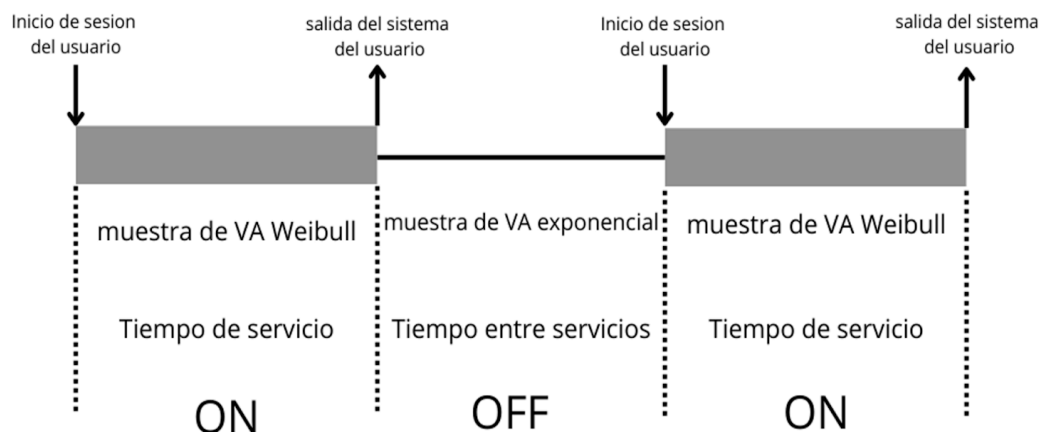 Inicio de sesion
del usuario
salida del sistema
del usuario
Inicio de sesion
del usuario
salida del sistema
del usuario
muestra de VA Weibull
muestra de VA exponencial
muestra de VA Weibull
Tiempo de servicio
Tiempo entre servicios
Tiempo de servicio
ON
OFF
ON